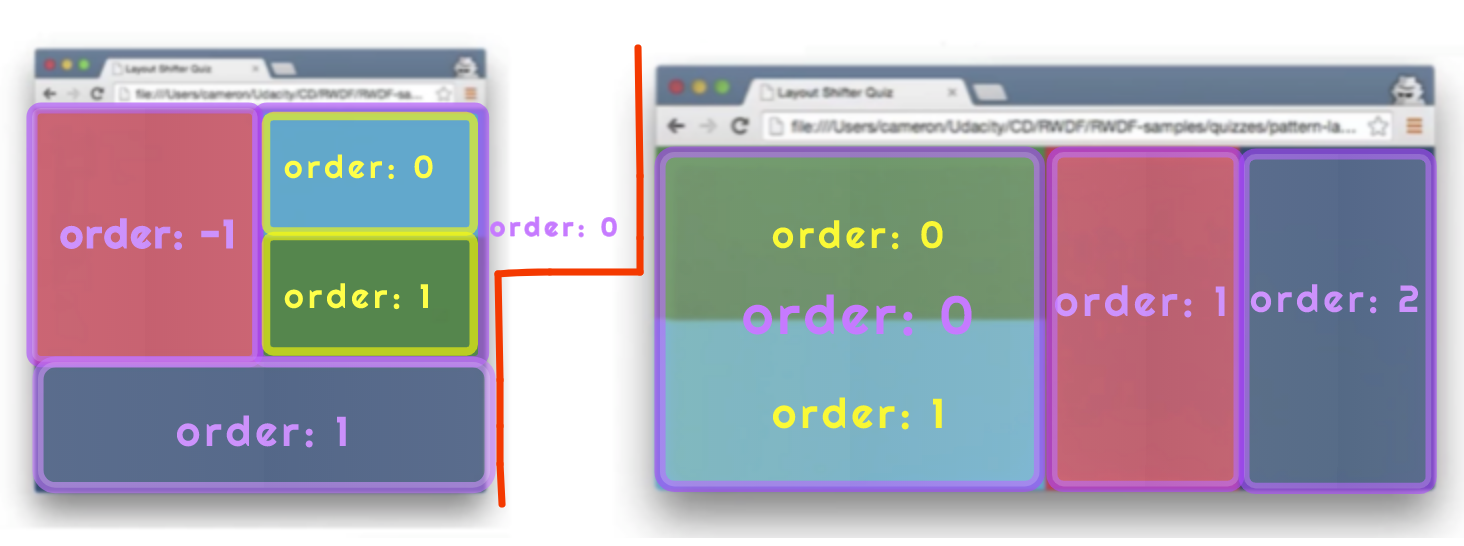 Layout Shifter Quiz
file:///Users/cameron/Udacity/CD/RWDF/RWDF-sa...
order: -1
order: 0
order: 1
order: 0
order: 1
Layout Shifter Quiz
file:///Users/cameron/Udacity/CD/RWDF/RWDF-samples/quizzes/pattern-la...
order: 0
order: 0
order: 1
order: 1
order: 2